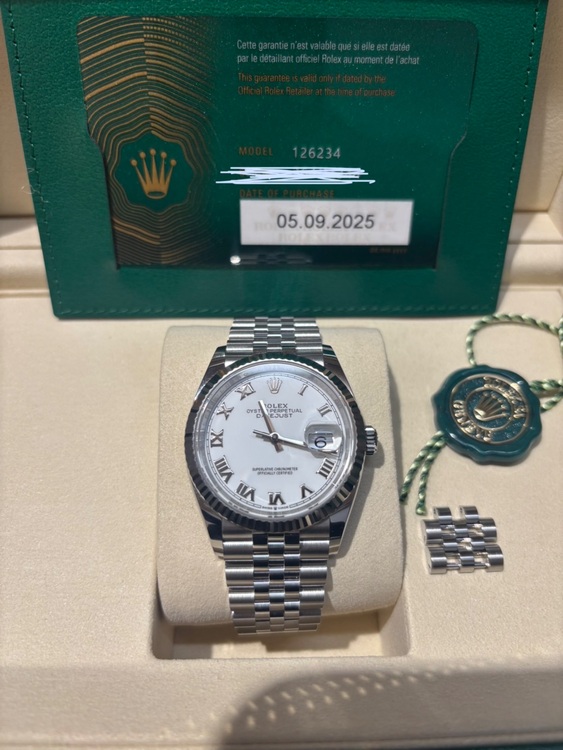 Cette garantie n'est valable que si elle est datée
par le détaillant officiel Rolex au moment de l'achat
This guarantee is valid only if dated by the
Official Rolex Retailer at the time of purchase
MODEL 126234
DATE OF PURCHASE
05.09.2025
ROLEX
OYSTER PERPETUAL
DATEJUST
6
SUPERLATIVE CHRONOMETER
OFFICIALLY CERTIFIED